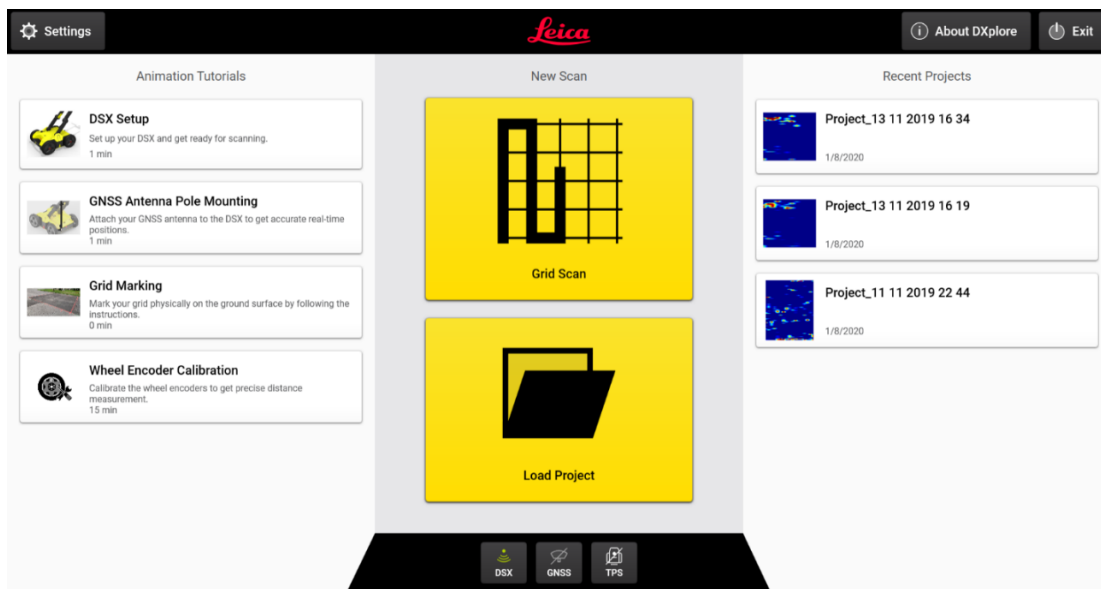 Settings
Leica
About DXplore
Exit
Animation Tutorials
DSX Setup
Set up your DSX and get ready for scanning.
1 min
GNSS Antenna Pole Mounting
Attach your GNSS antenna to the DSX to get accurate real-time
positions.
1 min
Grid Marking
Mark your grid physically on the ground surface by following the
instructions.
0 min
Wheel Encoder Calibration
Calibrate the wheel encoders to get precise distance
measurement.
15 min
New Scan
Grid Scan
Load Project
Recent Projects
Project_13 11 2019 16 34
1/8/2020
Project_13 11 2019 16 19
1/8/2020
Project_11 11 2019 22 44
1/8/2020
DSX
GNSS
TPS